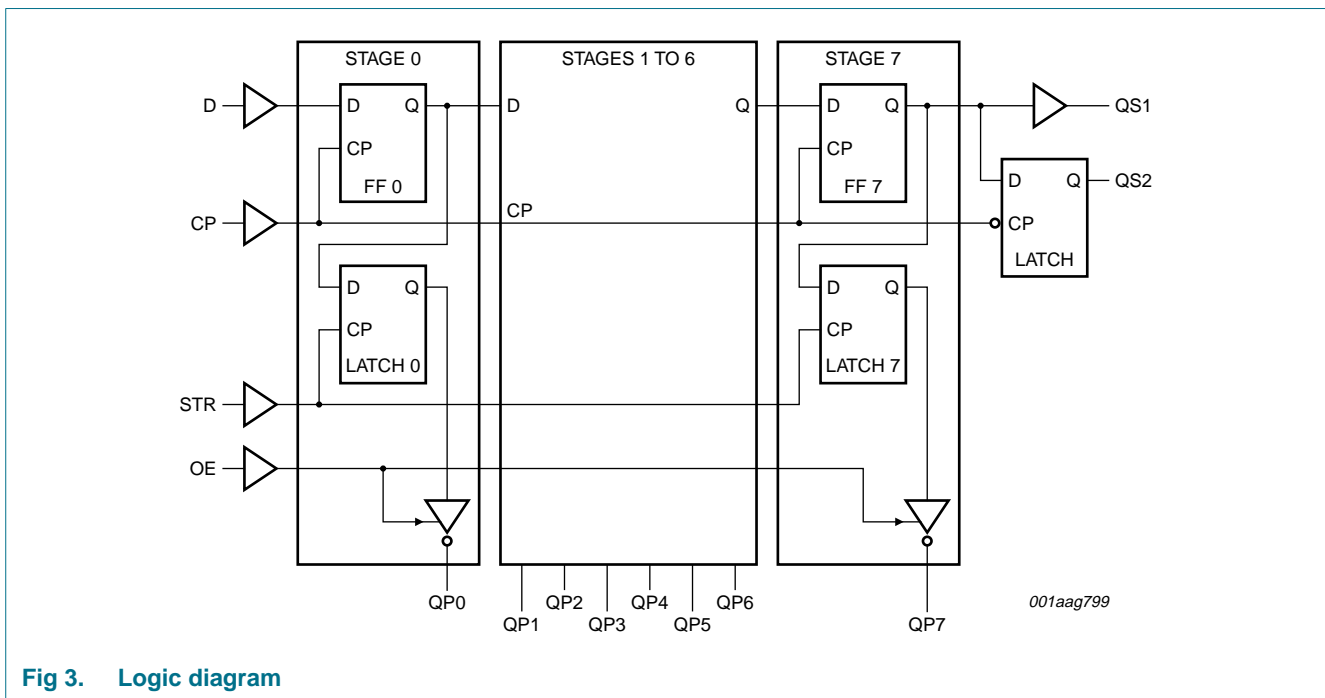 STAGE 0
STAGES 1 TO 6
STAGE 7
D
D
Q
D
Q
D
Q
QS1
CP
CP
FF 0
FF 7
D
Q
QS2
CP
CP
CP
LATCH
D
Q
D
Q
CP
CP
LATCH 0
LATCH 7
STR
OE
QP0
QP2
QP4
QP6
QP1
QP3
QP5
QP7
001aag799
Fig 3. Logic diagram